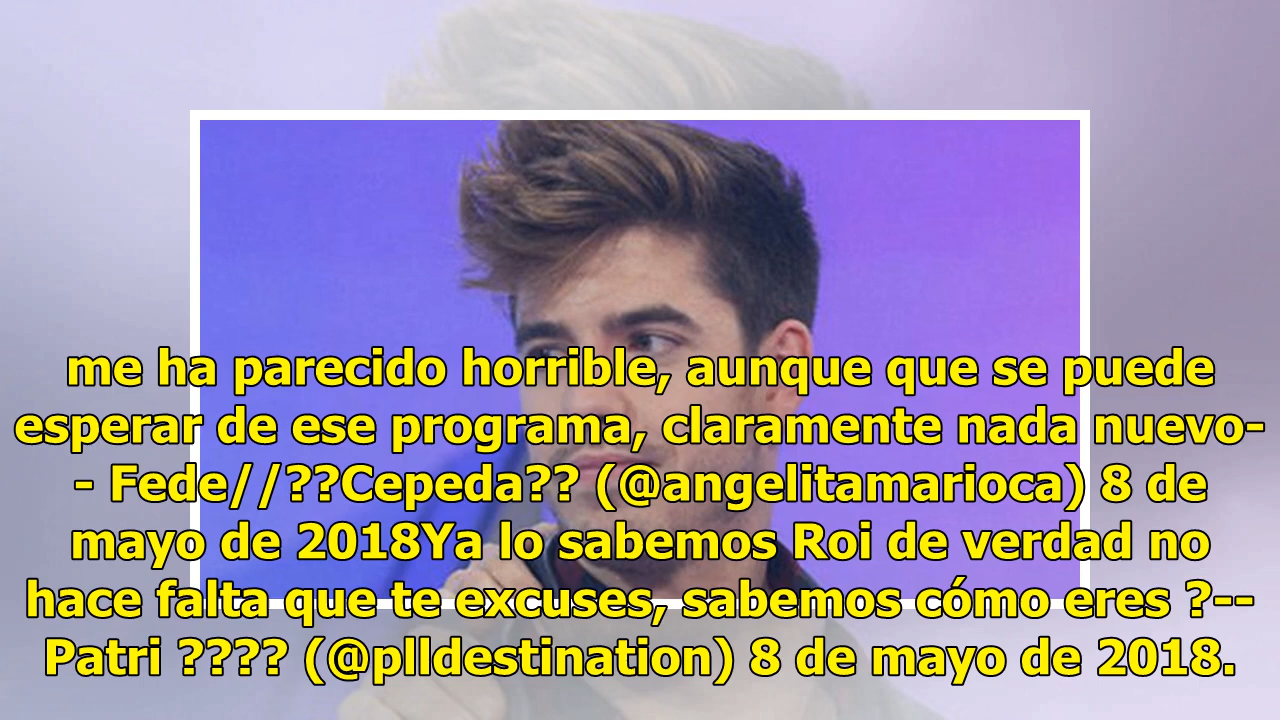 me ha parecido horrible, aunque que se puede
esperar de ese programa, claramente nada nuevo-
- Fede//??Cepeda?? (@angelitamarioca) 8 de
mayo de 2018Ya lo sabemos Roi de verdad no
hace falta que te excuses, sabemos cómo eres ?--
Patri ???? (@plldestination) 8 de mayo de 2018.